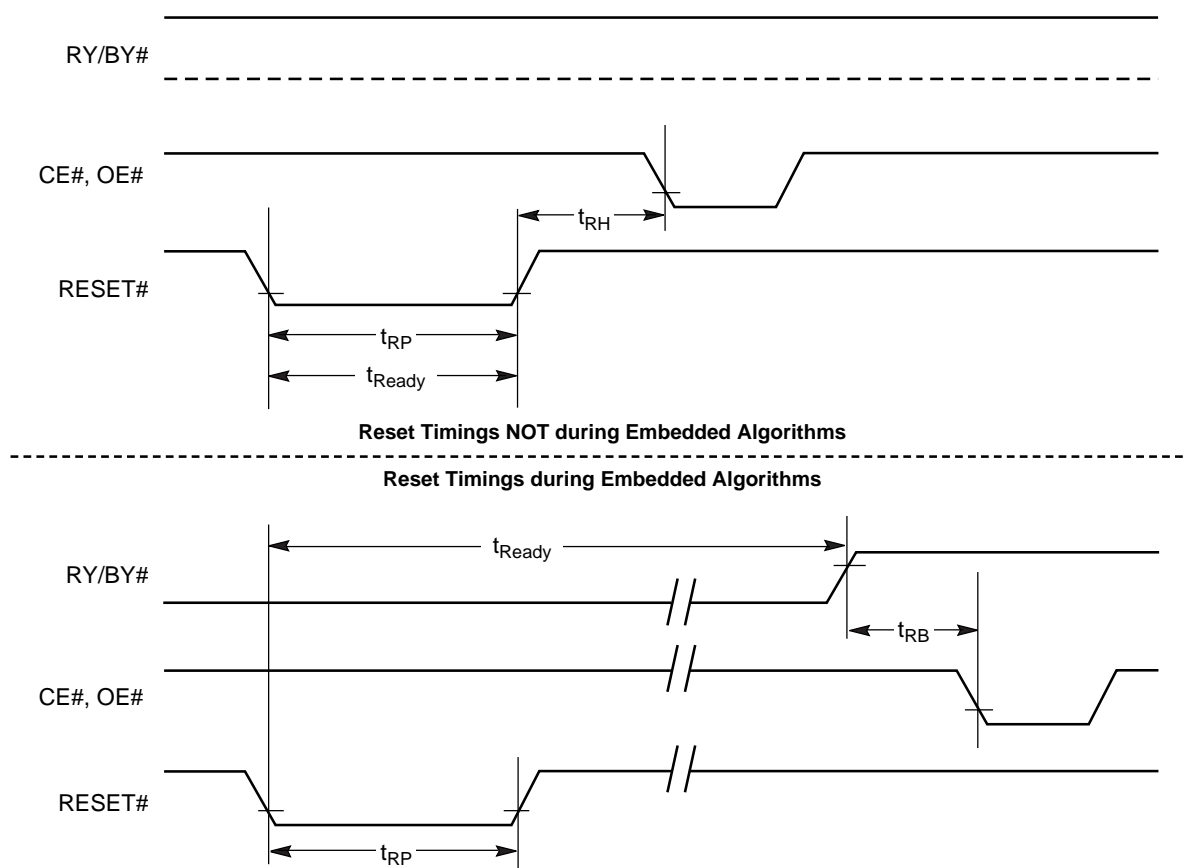 RY/BY#
CE#, OE#
tRH
RESET#
tRP
tReady
Reset Timings NOT during Embedded Algorithms
Reset Timings during Embedded Algorithms
tReady
RY/BY#
tRB
CE#, OE#
RESET#
tRP